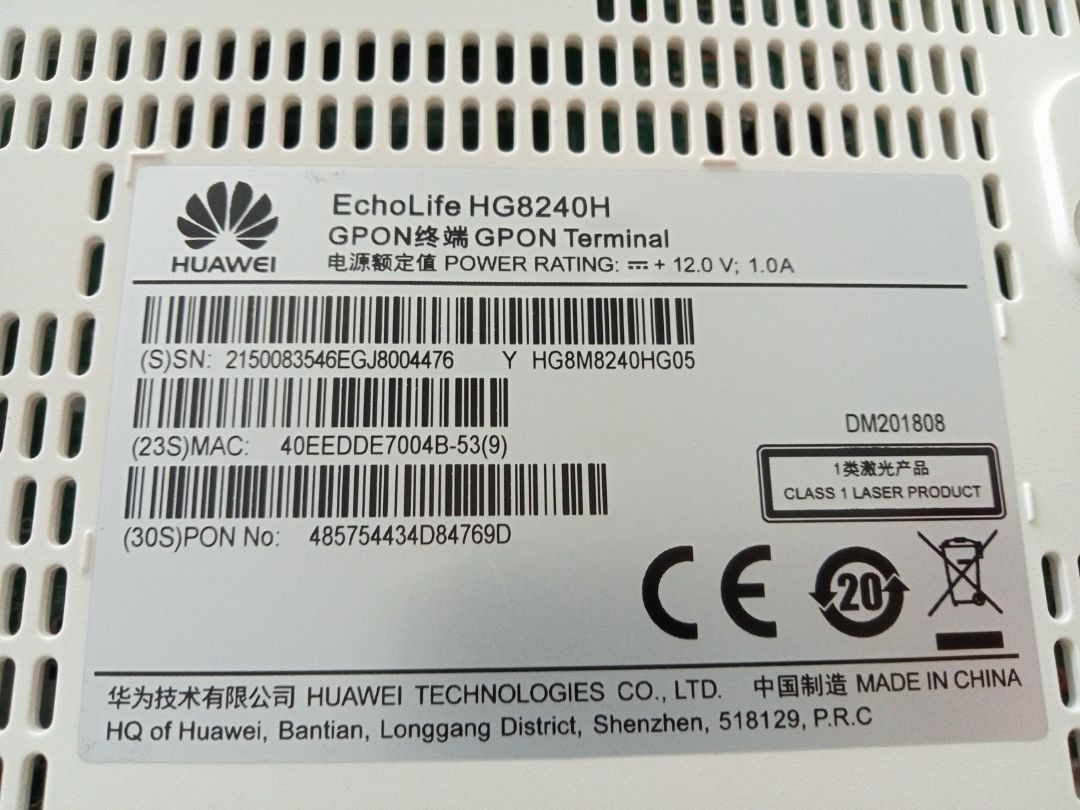 HUAWEI
EchoLife HG8240H
GPON终端 GPON Terminal
电源额定值 POWER RATING: ⎓ + 12.0 V; 1.0A
(S)SN: 2150083546EGJ8004476 Y HG8M8240HG05
(23S)MAC: 40EEDDE7004B-53(9)
(30S)PON No: 485754434D84769D
DM201808
1类激光产品
CLASS 1 LASER PRODUCT
CE
20
华为技术有限公司 HUAWEI TECHNOLOGIES CO., LTD. 中国制造 MADE IN CHINA
HQ of Huawei, Bantian, Longgang District, Shenzhen, 518129, P.R.C